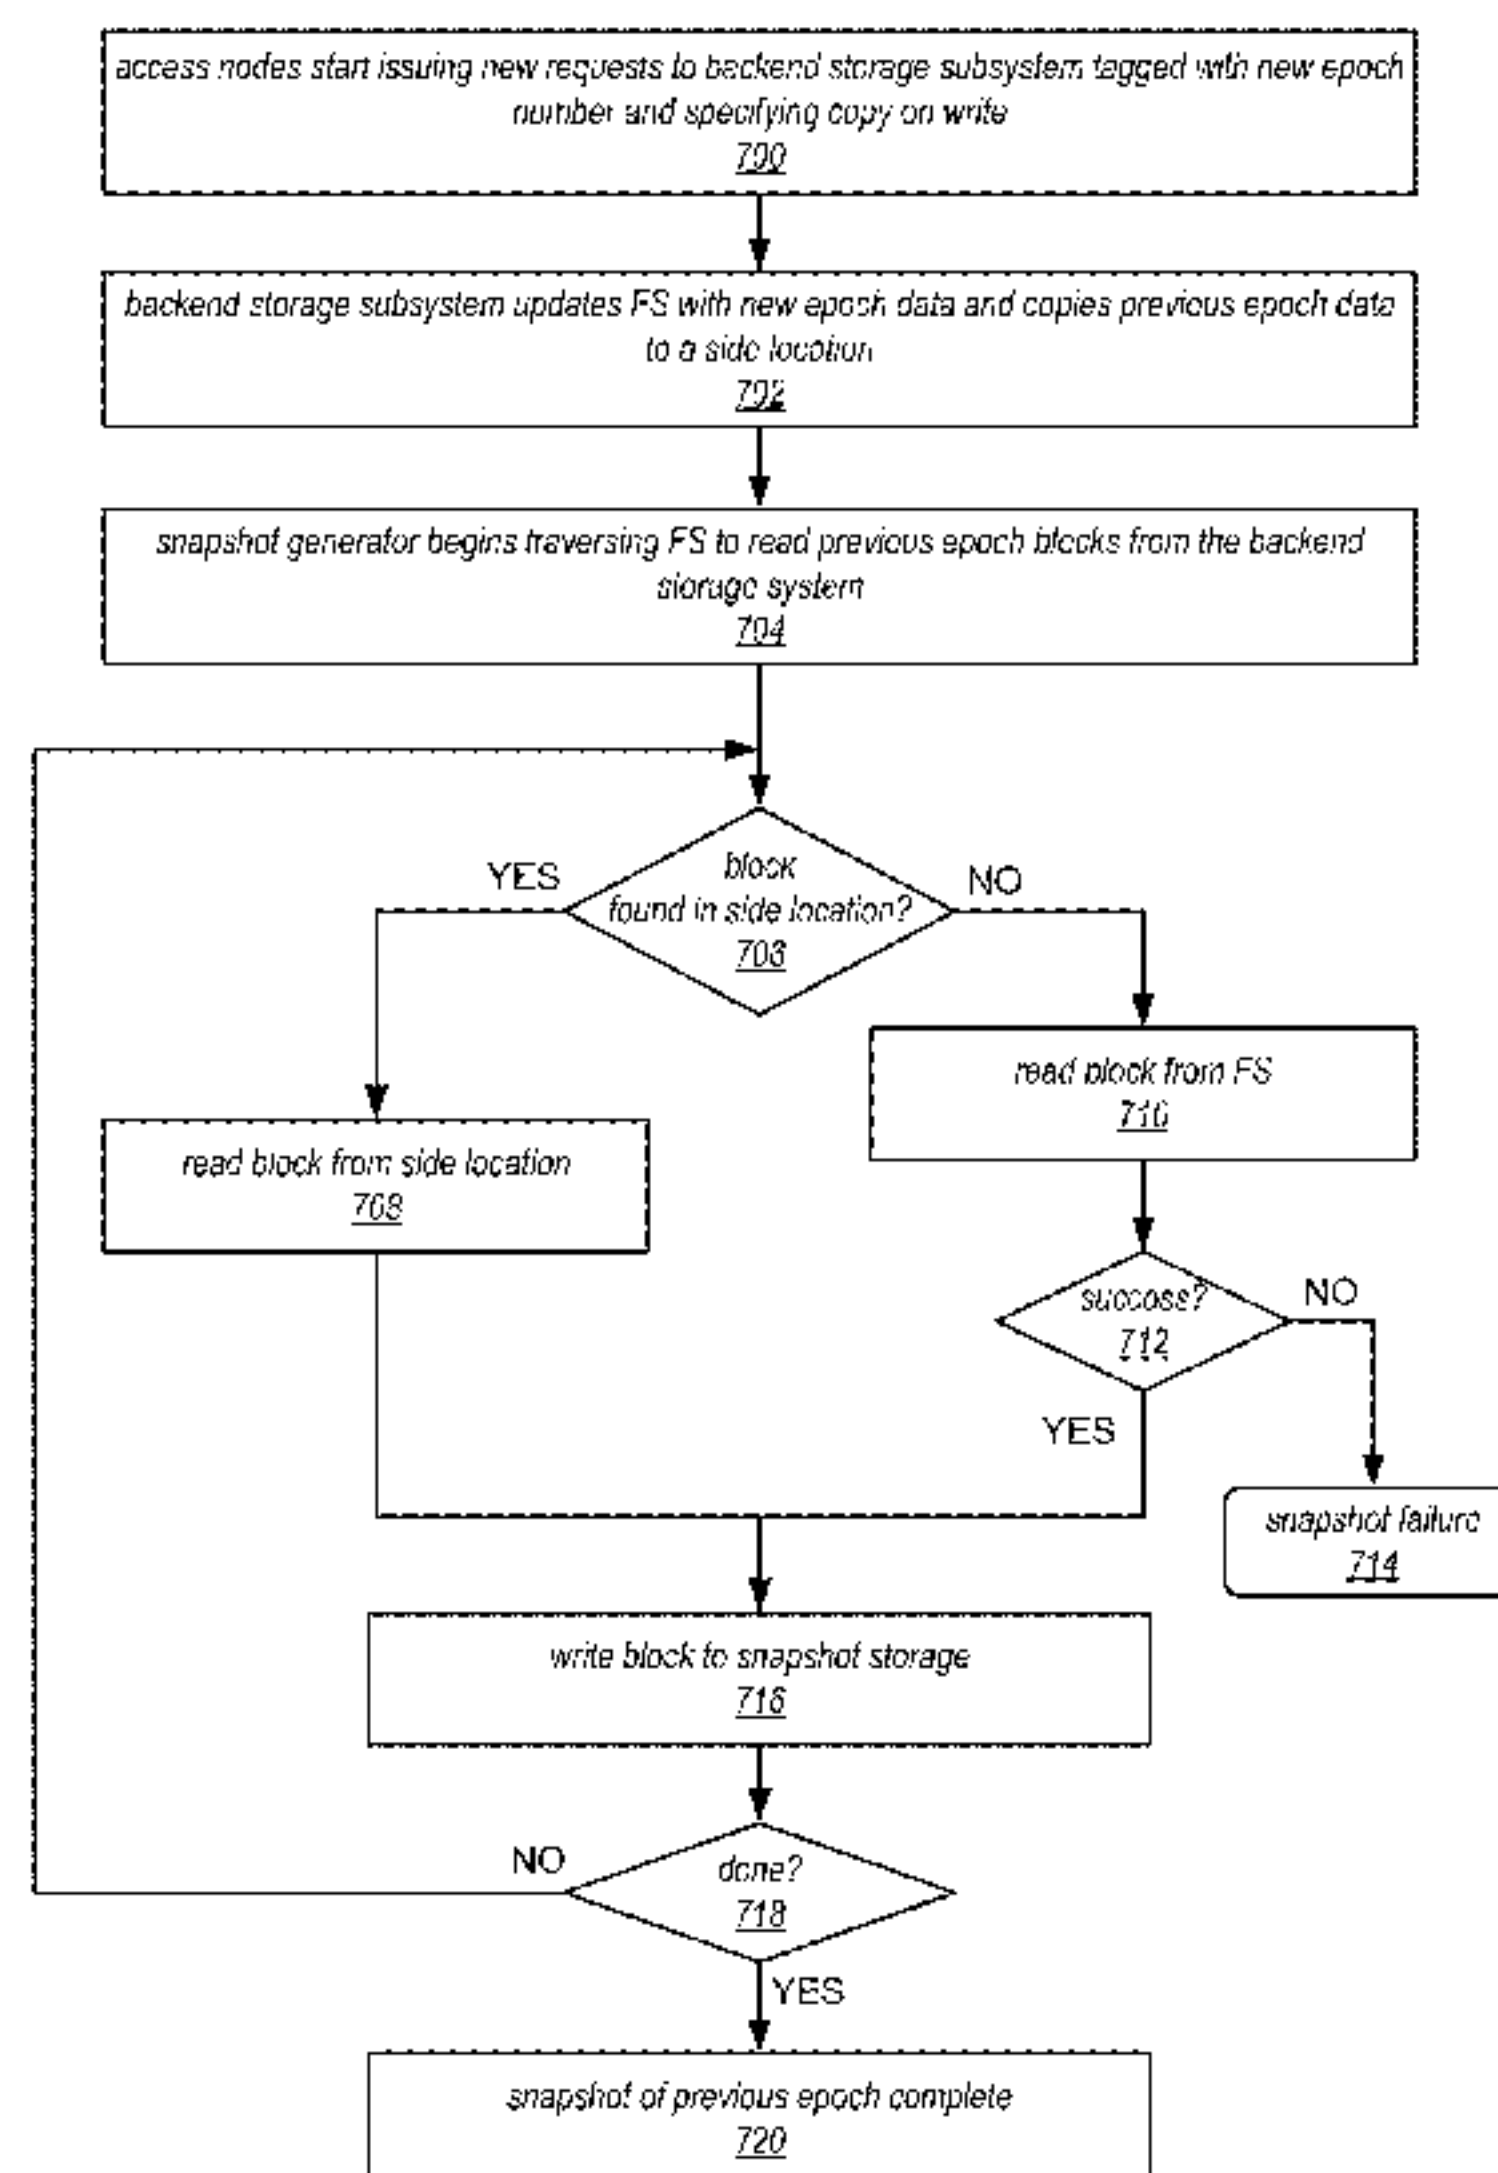 access nodes start issuing new requests to backend storage subsystem tagged with new epoch
number and specifying copy on write
700
backend storage subsystem updates FS with new epoch data and copies previous epoch data
to a side location
702
snapshot generator begins traversing FS to read previous epoch blocks from the backend
storage system
704
block
found in side location?
706
YES
NO
read block from FS
710
read block from side location
708
success?
712
NO
YES
snapshot failure
714
write block to snapshot storage
716
done?
718
NO
YES
snapshot of previous epoch complete
720